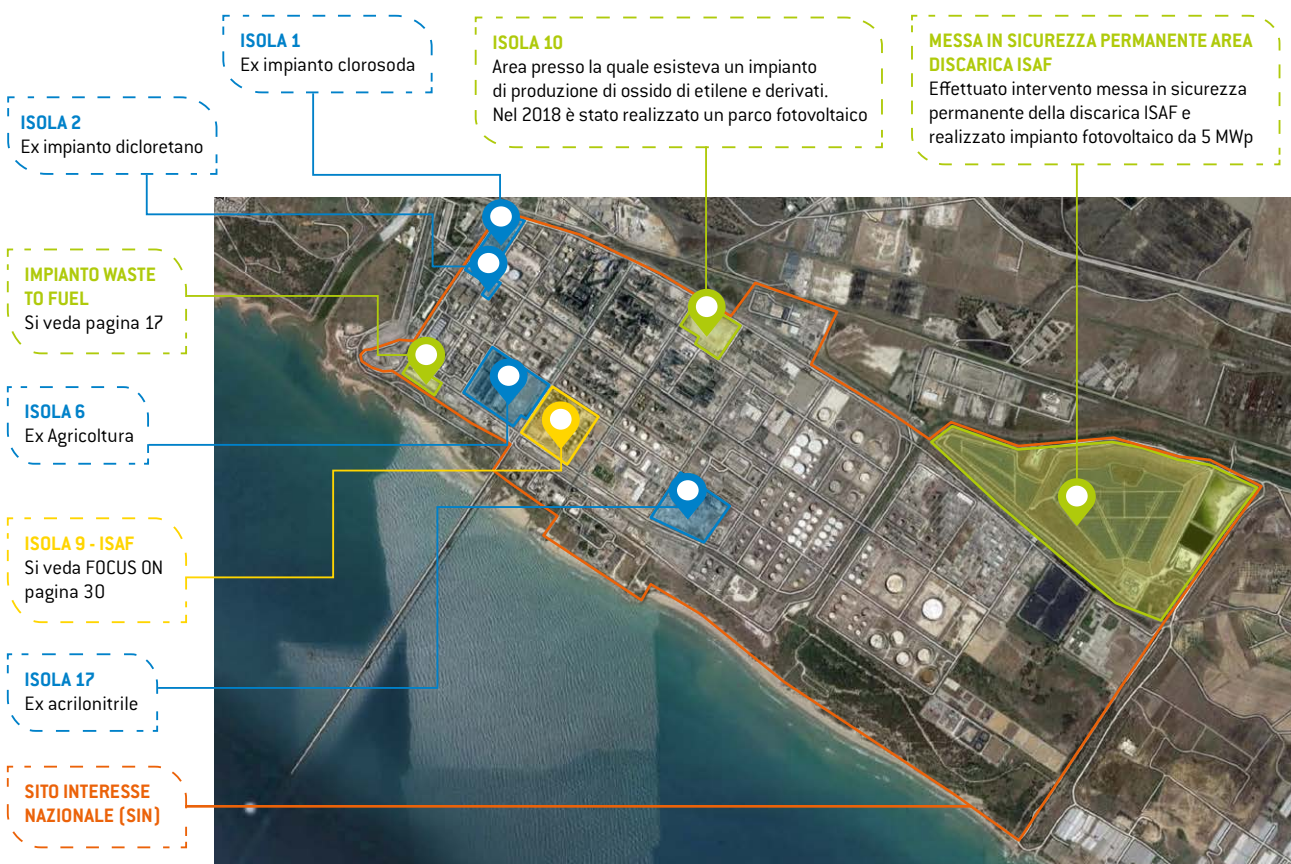 ISOLA 1
Ex impianto clorosoda
ISOLA 10
Area presso la quale esisteva un impianto
di produzione di ossido di etilene e derivati.
Nel 2018 è stato realizzato un parco fotovoltaico
MESSA IN SICUREZZA PERMANENTE AREA
DISCARICA ISAF
Effettuato intervento messa in sicurezza
permanente della discarica ISAF e
realizzato impianto fotovoltaico da 5 MWp
ISOLA 2
Ex impianto dicloretano
IMPIANTO WASTE
TO FUEL
Si veda pagina 17
ISOLA 6
Ex Agricoltura
ISOLA 9 - ISAF
Si veda FOCUS ON
pagina 30
ISOLA 17
Ex acrilonitrile
SITO INTERESSE
NAZIONALE (SIN)